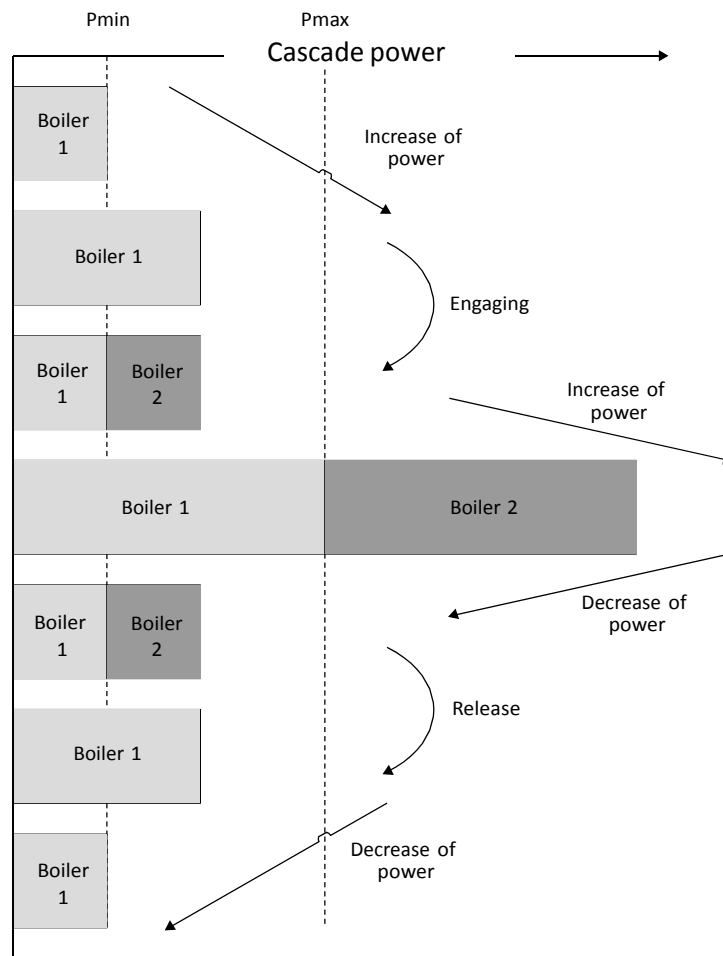 Pmin
Pmax
Cascade power
Boiler
1
Increase of
power
Boiler 1
Engaging
Boiler
1
Boiler
2
Increase of
power
Boiler 1
Boiler 2
Boiler
1
Boiler
2
Decrease of
power
Release
Boiler 1
Decrease of
power
Boiler
1